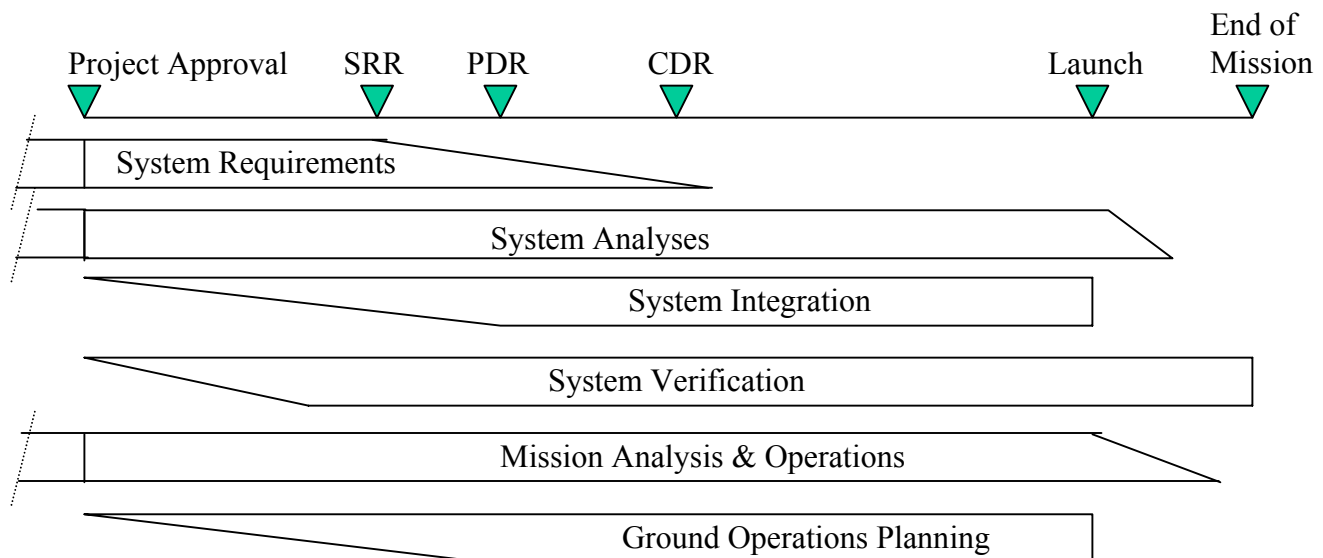 End of
Mission
Project Approval SRR PDR CDR Launch
System Requirements
System Analyses
System Integration
System Verification
Mission Analysis & Operations
Ground Operations Planning